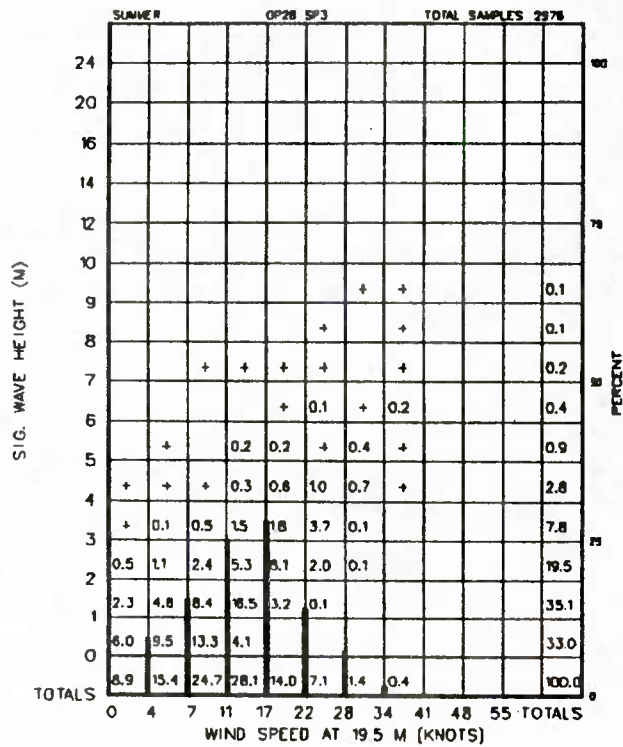 SUMMER OP26 SP3 TOTAL SAMPLES 2976
24 100
20
16
14
12 75
10
9 + + 0.1
8 + + 0.1
7 + + + + + 0.2
6 + 0.1 + 0.2 0.4
5 + 0.2 0.2 + 0.4 + 0.9
4 + + + 0.3 0.6 1.0 0.7 + 2.8
3 + 0.1 0.5 1.5 1.8 3.7 0.1 7.8
25
2 0.5 1.1 2.4 5.3 8.1 2.0 0.1 19.5
1 2.3 4.8 8.4 16.5 3.2 0.1 35.1
0 6.0 9.5 13.3 4.1 33.0
8.9 15.4 24.7 28.1 14.0 7.1 1.4 0.4 100.0
TOTALS 0
0 4 7 11 17 22 28 34 41 48 55 TOTALS
WIND SPEED AT 19.5 M (KNOTS)
SIG. WAVE HEIGHT (M)
PERCENT